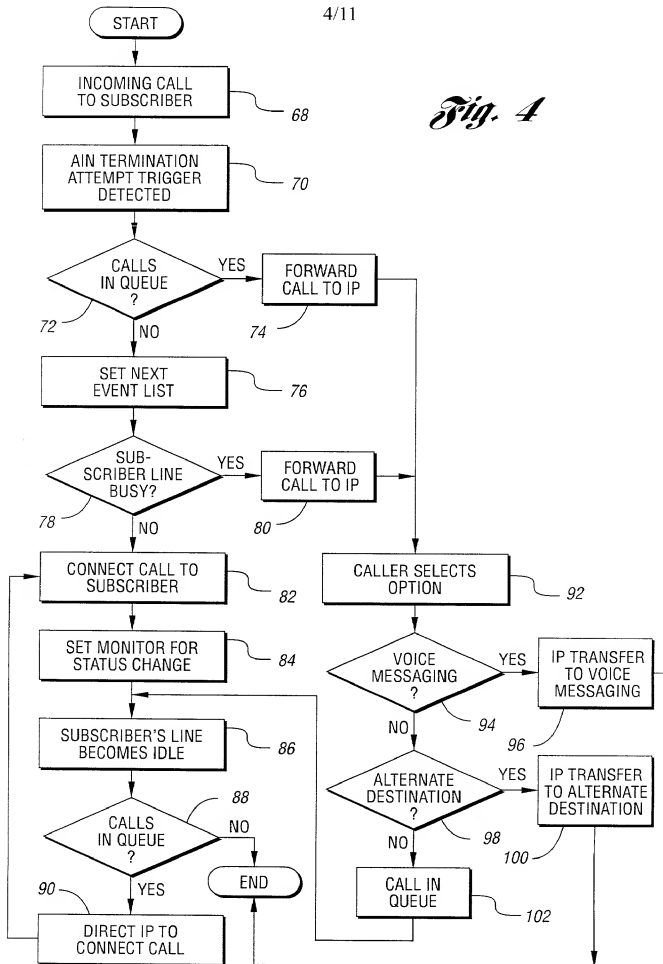 4/11
Fig. 4
START
INCOMING CALL
TO SUBSCRIBER
68
AIN TERMINATION
ATTEMPT TRIGGER
DETECTED
70
CALLS
IN QUEUE
?
72
YES
NO
FORWARD
CALL TO IP
74
SET NEXT
EVENT LIST
76
SUB-
SCRIBER LINE
BUSY?
78
YES
NO
FORWARD
CALL TO IP
80
CONNECT CALL TO
SUBSCRIBER
82
SET MONITOR FOR
STATUS CHANGE
84
SUBSCRIBER'S LINE
BECOMES IDLE
86
CALLS
IN QUEUE
?
88
NO
YES
END
90
DIRECT IP TO
CONNECT CALL
CALLER SELECTS
OPTION
92
VOICE
MESSAGING
?
94
YES
NO
IP TRANSFER
TO VOICE
MESSAGING
96
ALTERNATE
DESTINATION
?
98
YES
NO
IP TRANSFER
TO ALTERNATE
DESTINATION
100
CALL IN
QUEUE
102